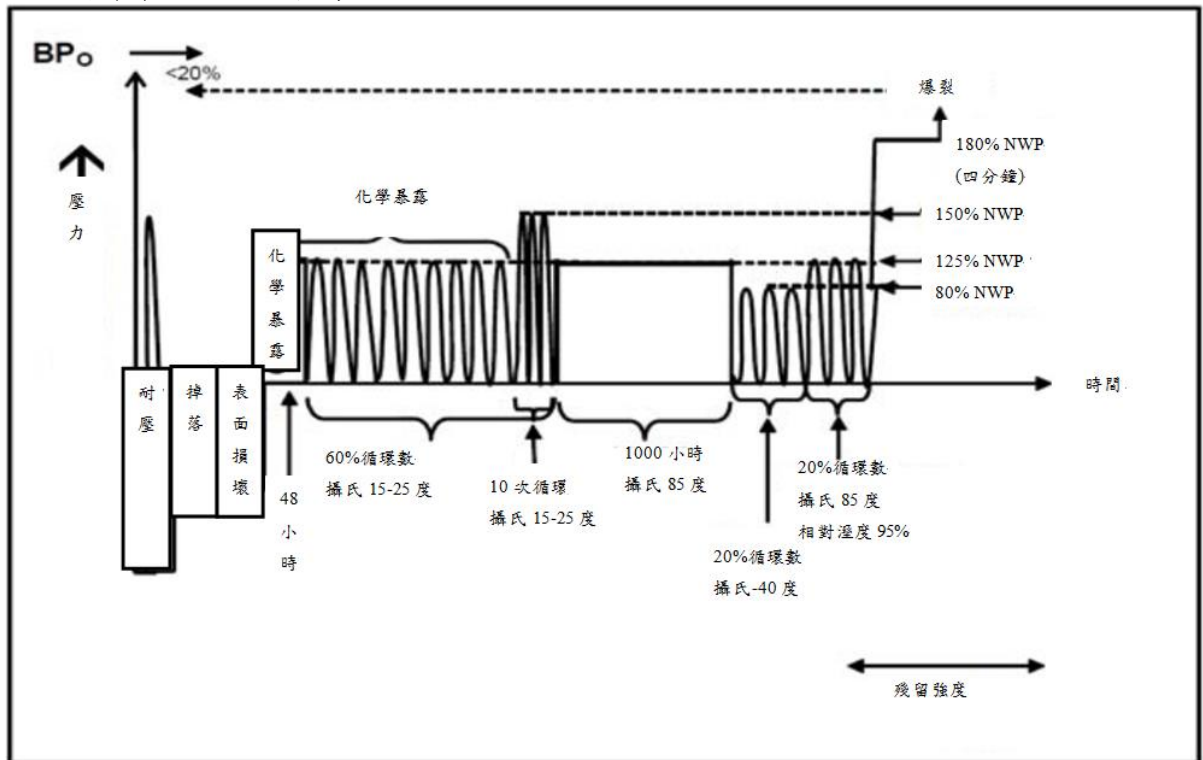 BPO
<20%
爆裂
180% NWP
(四分鐘)
壓力
化學暴露
150% NWP
化學暴露
125% NWP
80% NWP
耐壓
掉落
表面損壞
時間
60%循環數
攝氏 15-25 度
48小時
10 次循環
攝氏 15-25 度
1000 小時
攝氏 85 度
20%循環數
攝氏 85 度
相對溼度 95%
20%循環數
攝氏-40 度
殘留強度